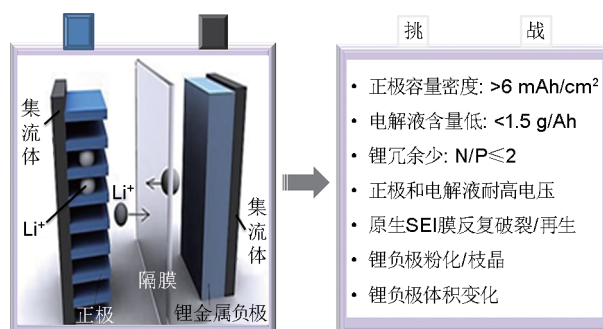 集流体
Li⁺
Li⁺
集流体
隔膜
正极
锂金属负极
挑 战
• 正极容量密度: >6 mAh/cm²
• 电解液含量低: <1.5 g/Ah
• 锂冗余少: N/P≤2
• 正极和电解液耐高电压
• 原生SEI膜反复破裂/再生
• 锂负极粉化/枝晶
• 锂负极体积变化